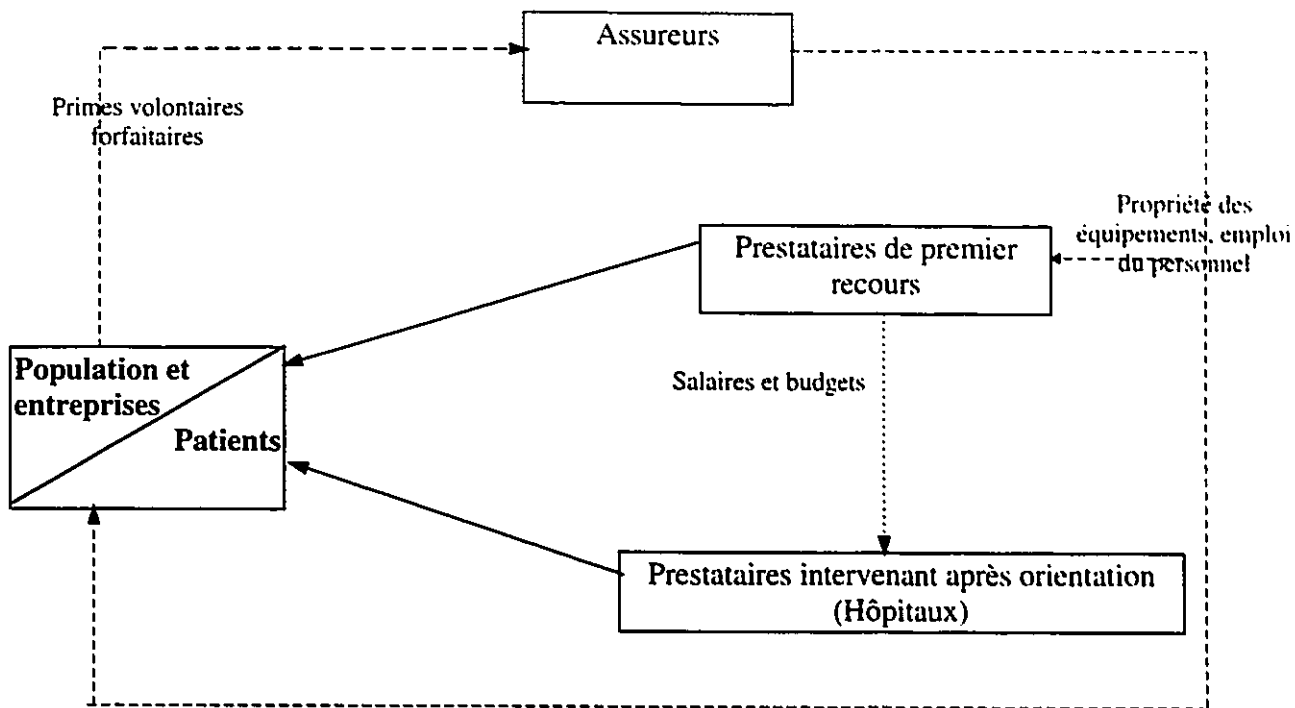 Assureurs
Primes volontaires
forfaitaires
Propriété des
équipements, emploi
du personnel
Prestataires de premier
recours
Population et
entreprises
Patients
Salaires et budgets
Prestataires intervenant après orientation
(Hôpitaux)